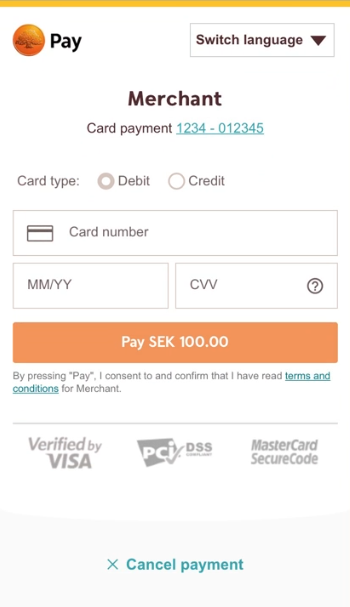 Pay
Switch language
Merchant
Card payment 1234 - 012345
Card type: Debit Credit
Card number
MM/YY CVV ?
Pay SEK 100.00
By pressing "Pay", I consent to and confirm that I have read terms and
conditions for Merchant.
Verified by
VISA
PCI DSS
COMPLIANT
MasterCard
SecureCode
× Cancel payment